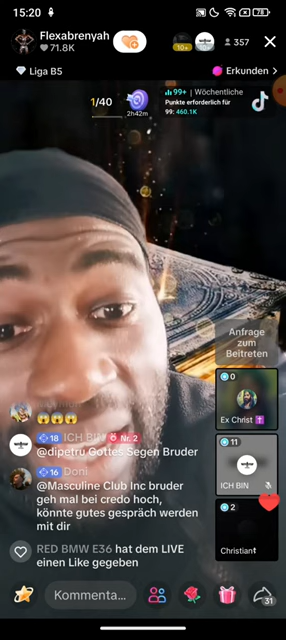 15:20
78
Flexabrenyah
71.8K
10+
357
Liga B5
Erkunden >
1/40
2h42m
99+ | Wöchentliche
Punkte erforderlich für
99: 460.1K
Anfrage
zum
Beitreten
0
Ex Christ ✝️
11
ICH BIN
2
Christian
😱😱😱
18 ICH BIN Nr. 2
@dipetru Gottes Segen Bruder
16 Doni
@Masculine Club Inc bruder
geh mal bei credo hoch,
könnte gutes gespräch werden
mit dir
RED BMW E36 hat dem LIVE
einen Like gegeben
Kommenta...
31